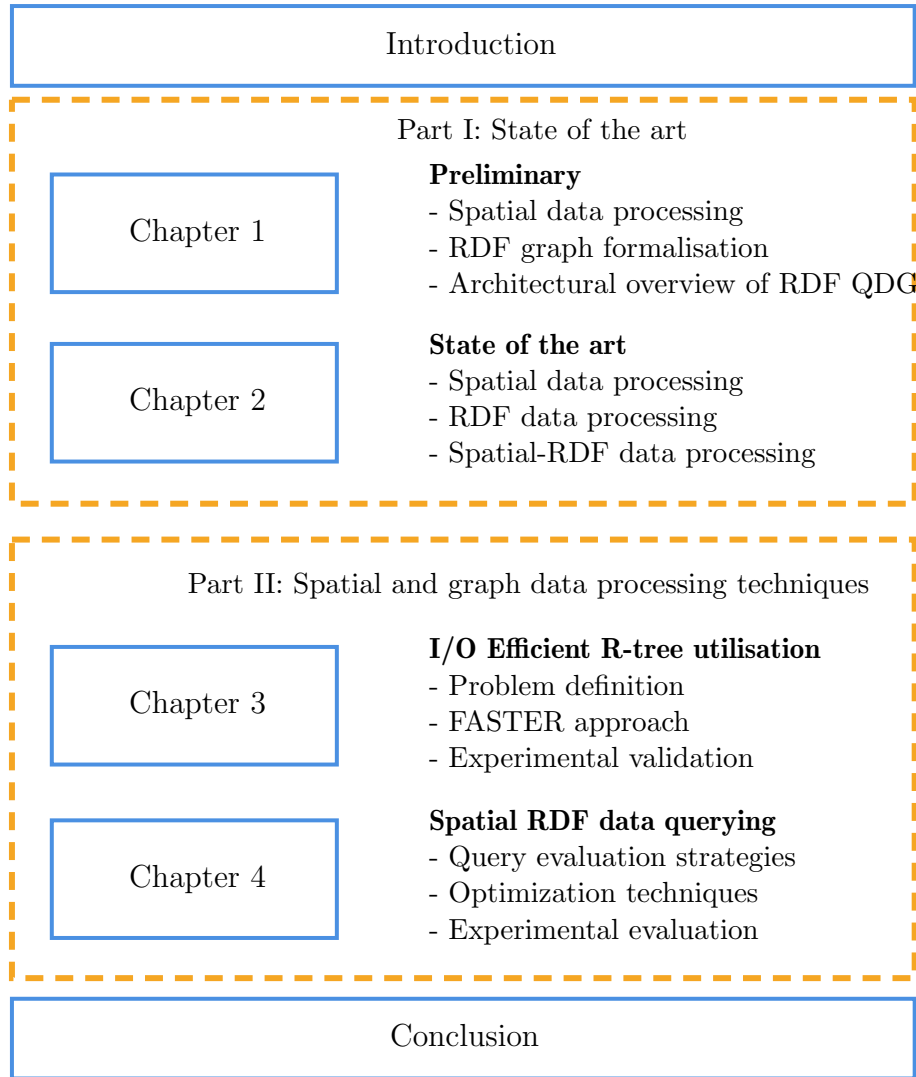 Introduction
Part I: State of the art
Chapter 1
Preliminary
- Spatial data processing
- RDF graph formalisation
- Architectural overview of RDF QDG
Chapter 2
State of the art
- Spatial data processing
- RDF data processing
- Spatial-RDF data processing
Part II: Spatial and graph data processing techniques
Chapter 3
I/O Efficient R-tree utilisation
- Problem definition
- FASTER approach
- Experimental validation
Chapter 4
Spatial RDF data querying
- Query evaluation strategies
- Optimization techniques
- Experimental evaluation
Conclusion